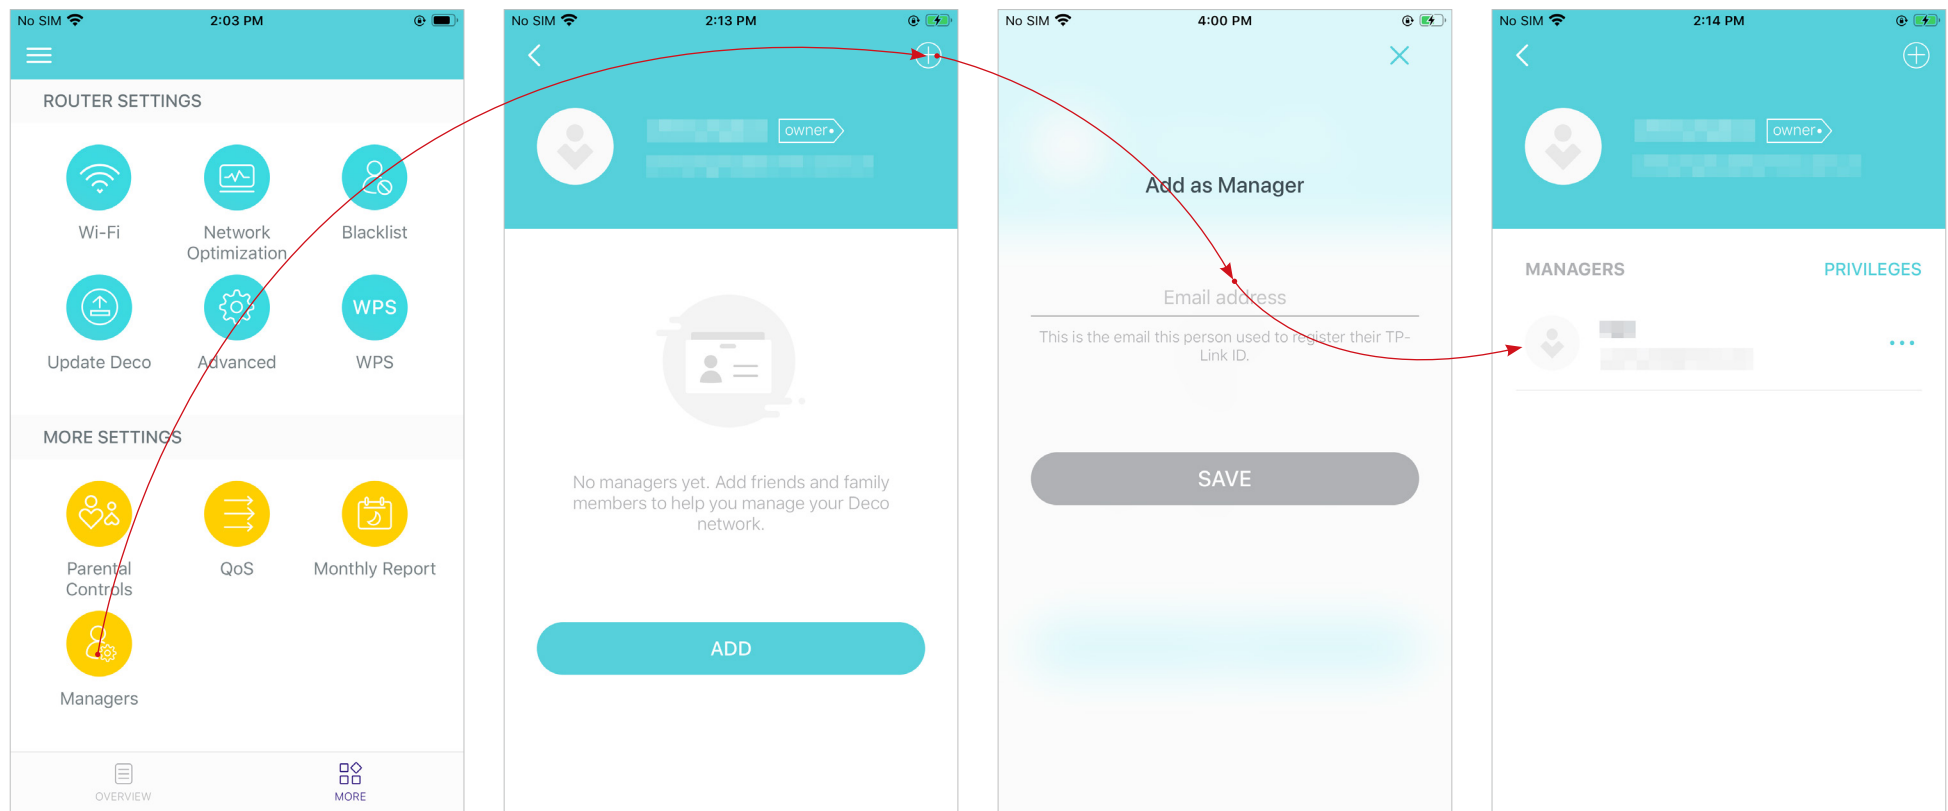 No SIM 2:03 PM
ROUTER SETTINGS
Wi-Fi
Network
Optimization
Blacklist
Update Deco
Advanced
WPS
WPS
MORE SETTINGS
Parental
Controls
QoS
Monthly Report
Managers
OVERVIEW
MORE
No SIM 2:13 PM
owner
No managers yet. Add friends and family
members to help you manage your Deco
network.
ADD
No SIM 4:00 PM
Add as Manager
Email address
This is the email this person used to register their TP-
Link ID.
SAVE
No SIM 2:14 PM
owner
MANAGERS PRIVILEGES